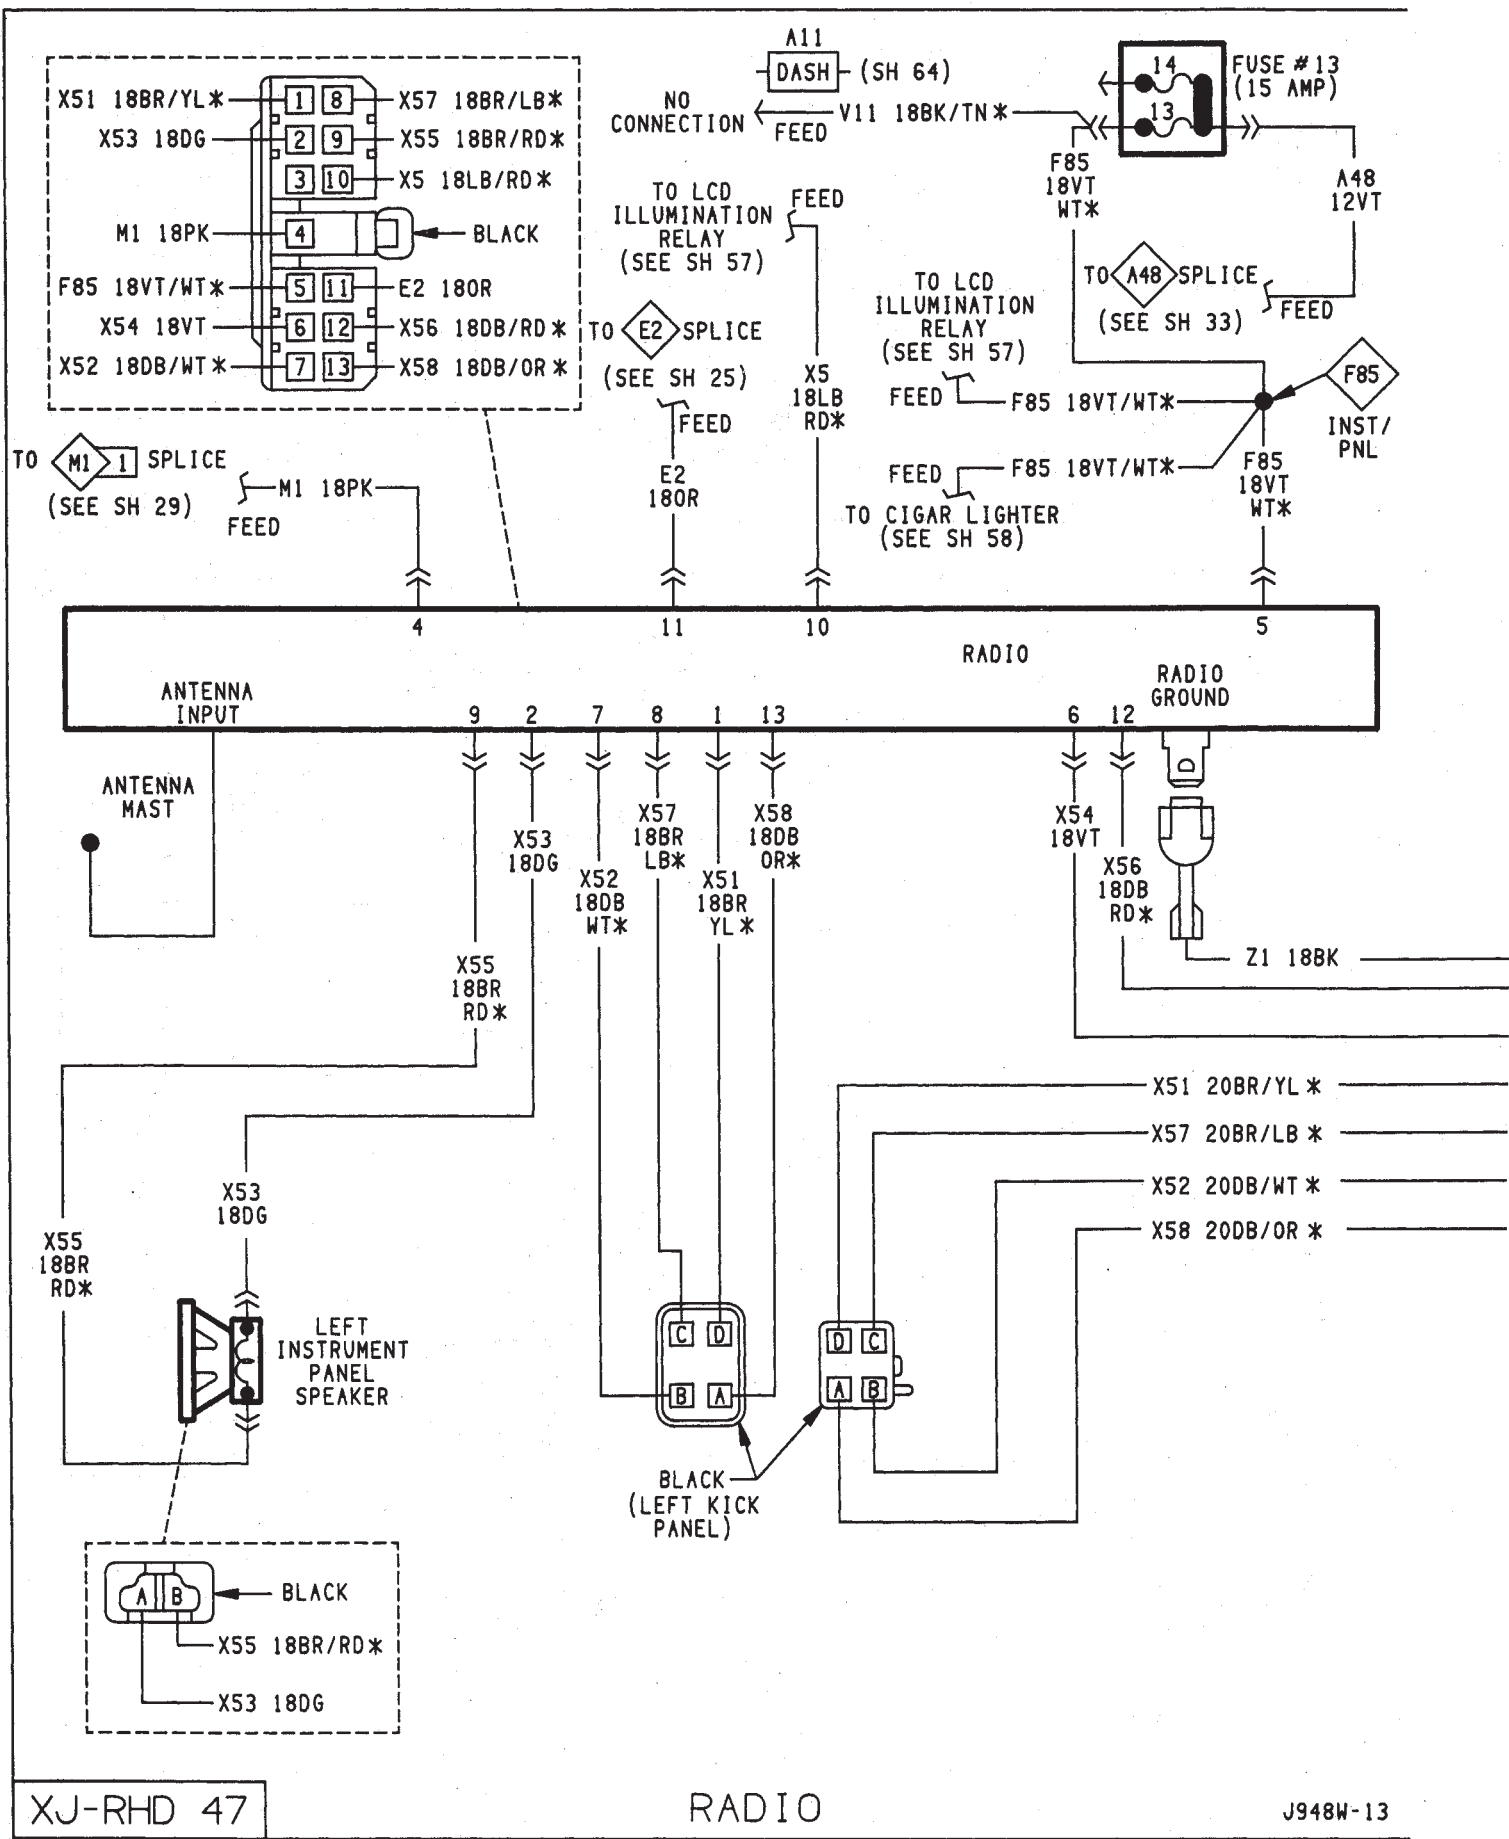 A11
DASH (SH 64)
NO
CONNECTION
FEED
V11 18BK/TN*
14
13
FUSE #13
(15 AMP)
X51 18BR/YL* 1 8 X57 18BR/LB*
X53 18DG 2 9 X55 18BR/RD*
3 10 X5 18LB/RD*
M1 18PK 4 BLACK
F85 18VT/WT* 5 11 E2 18OR
X54 18VT 6 12 X56 18DB/RD*
X52 18DB/WT* 7 13 X58 18DB/OR*
F85
18VT
WT*
A48
12VT
TO LCD
ILLUMINATION
RELAY
(SEE SH 57)
FEED
TO A48 SPLICE
(SEE SH 33)
FEED
TO LCD
ILLUMINATION
RELAY
(SEE SH 57)
FEED
F85 18VT/WT*
TO E2 SPLICE
(SEE SH 25)
FEED
X5
18LB
RD*
F85
INST/
PNL
TO M1 1 SPLICE
(SEE SH 29)
M1 18PK
FEED
E2
18OR
FEED
F85 18VT/WT*
TO CIGAR LIGHTER
(SEE SH 58)
F85
18VT
WT*
4
11
10
5
RADIO
ANTENNA
INPUT
RADIO
GROUND
9 2 7 8 1 13 6 12
ANTENNA
MAST
X53
18DG
X57
18BR
LB*
X58
18DB
OR*
X54
18VT
X52
18DB
WT*
X51
18BR
YL*
X56
18DB
RD*
X55
18BR
RD*
Z1 18BK
X51 20BR/YL*
X57 20BR/LB*
X52 20DB/WT*
X58 20DB/OR*
X53
18DG
X55
18BR
RD*
LEFT
INSTRUMENT
PANEL
SPEAKER
C D
B A
D C
A B
BLACK
(LEFT KICK
PANEL)
A B
BLACK
X55 18BR/RD*
X53 18DG
XJ-RHD 47
RADIO
J948W-13